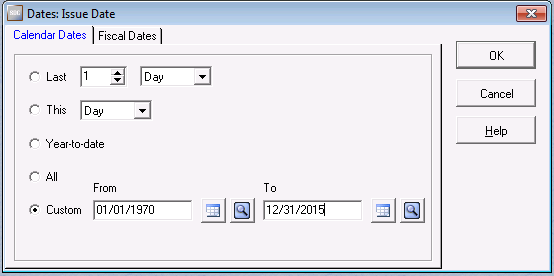 Dates: Issue Date
Calendar Dates Fiscal Dates
OK
Last 1 Day
Cancel
This Day
Help
Year-to-date
All
From To
Custom 01/01/1970 12/31/2015